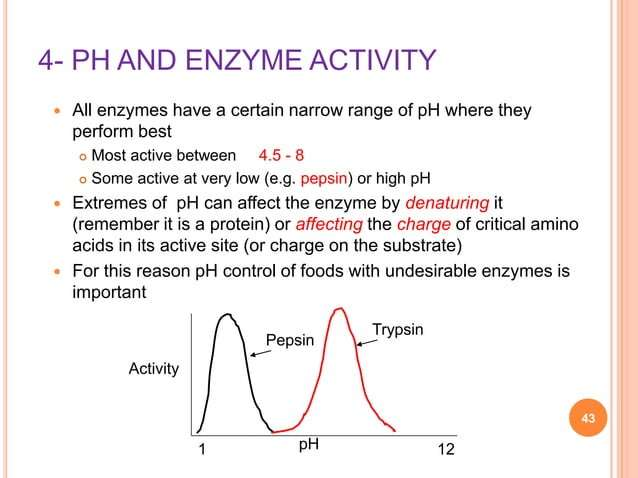 4- PH AND ENZYME ACTIVITY
All enzymes have a certain narrow range of pH where they
perform best
Most active between 4.5 - 8
Some active at very low (e.g. pepsin) or high pH
Extremes of pH can affect the enzyme by denaturing it
(remember it is a protein) or affecting the charge of critical amino
acids in its active site (or charge on the substrate)
For this reason pH control of foods with undesirable enzymes is
important
Trypsin
Pepsin
Activity
43
1 pH 12